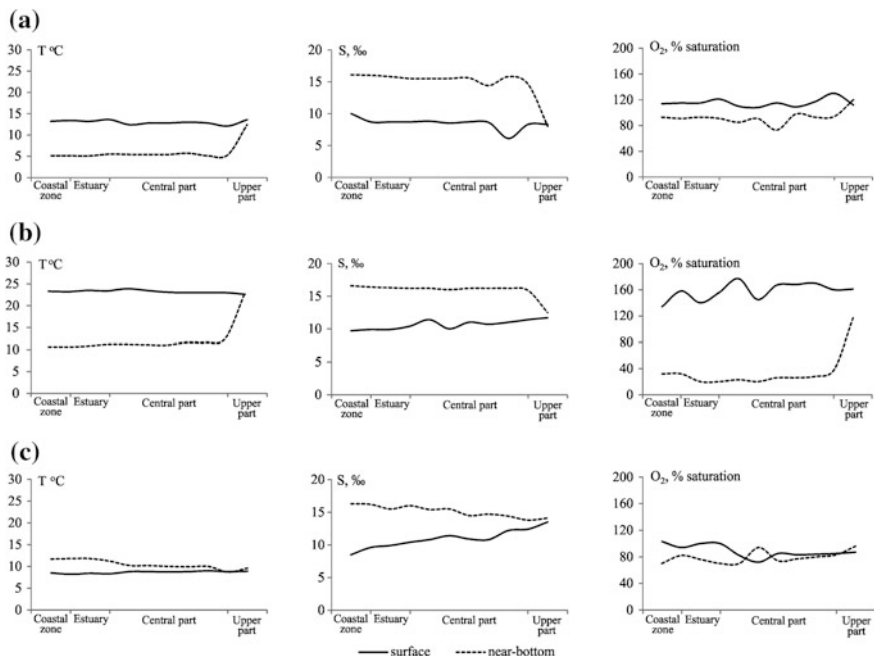 (a)
T °C
30
25
20
15
10
5
0
Coastal zone
Estuary
Central part
Upper part
S, ‰
20
15
10
5
0
Coastal zone
Estuary
Central part
Upper part
O₂, % saturation
200
160
120
80
40
0
Coastal zone
Estuary
Central part
Upper part
(b)
T °C
30
25
20
15
10
5
0
Coastal zone
Estuary
Central part
Upper part
S, ‰
20
15
10
5
0
Coastal zone
Estuary
Central part
Upper part
O₂, % saturation
200
160
120
80
40
0
Coastal zone
Estuary
Central part
Upper part
(c)
T °C
30
25
20
15
10
5
0
Coastal zone
Estuary
Central part
Upper part
S, ‰
20
15
10
5
0
Coastal zone
Estuary
Central part
Upper part
O₂, % saturation
200
160
120
80
40
0
Coastal zone
Estuary
Central part
Upper part
surface
near-bottom